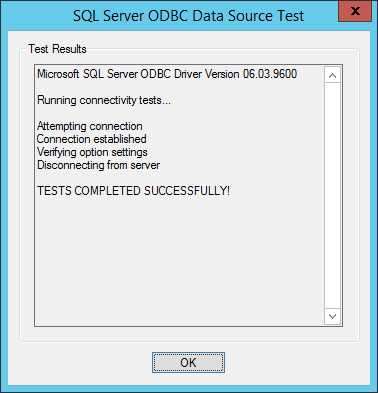 SQL Server ODBC Data Source Test
x
Test Results
Microsoft SQL Server ODBC Driver Version 06.03.9600
Running connectivity tests...
Attempting connection
Connection established
Verifying option settings
Disconnecting from server
TESTS COMPLETED SUCCESSFULLY!
OK